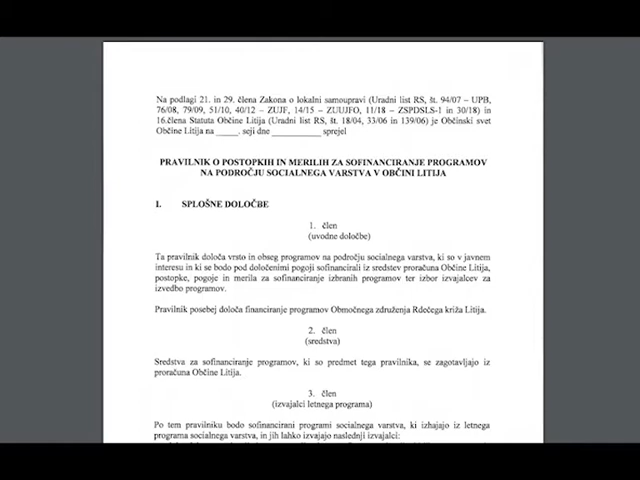 Na podlagi 21. in 29. člena Zakona o lokalni samoupravi (Uradni list RS, št. 94/07 – UPB,
76/08, 79/09, 51/10, 40/12 – ZUJF, 14/15 – ZUUJFO, 11/18 – ZSPDSLS-1 in 30/18) in
16.člena Statuta Občine Litija (Uradni list RS, št. 18/04, 33/06 in 139/06) je Občinski svet
Občine Litija na _____. seji dne ___________ sprejel
PRAVILNIK O POSTOPKIH IN MERILIH ZA SOFINANCIRANJE PROGRAMOV
NA PODROČJU SOCIALNEGA VARSTVA V OBČINI LITIJA
I. SPLOŠNE DOLOČBE
1. člen
(uvodne določbe)
Ta pravilnik določa vrsto in obseg programov na področju socialnega varstva, ki so v javnem
interesu in ki se bodo pod določenimi pogoji sofinancirali iz sredstev proračuna Občine Litija,
postopke, pogoje in merila za sofinanciranje izbranih programov ter izbor izvajalcev za
izvedbo programov.
Pravilnik posebej določa financiranje programov Območnega združenja Rdečega križa Litija.
2. člen
(sredstva)
Sredstva za sofinanciranje programov, ki so predmet tega pravilnika, se zagotavljajo iz
proračuna Občine Litija.
3. člen
(izvajalci letnega programa)
Po tem pravilniku bodo sofinancirani programi socialnega varstva, ki izhajajo iz letnega
programa socialnega varstva, in jih lahko izvajajo naslednji izvajalci: